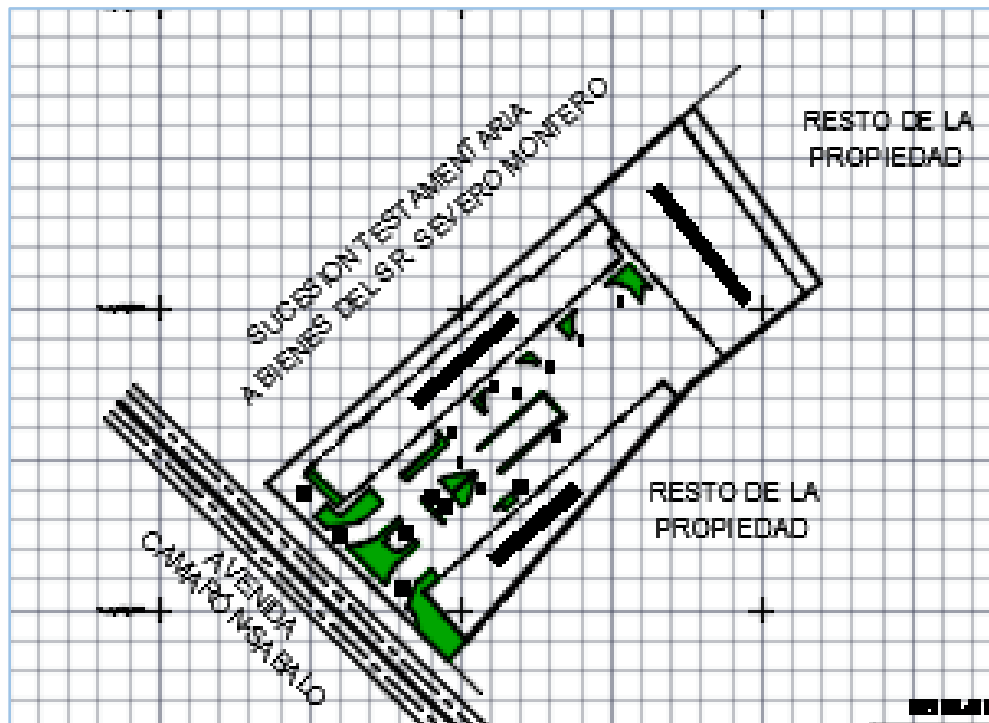 SUCESION TESTAMENTARIA
A BIENES DEL SR. SEVERO MONTERO
RESTO DE LA
PROPIEDAD
RESTO DE LA
PROPIEDAD
AVENIDA
CAMARON-SABALO